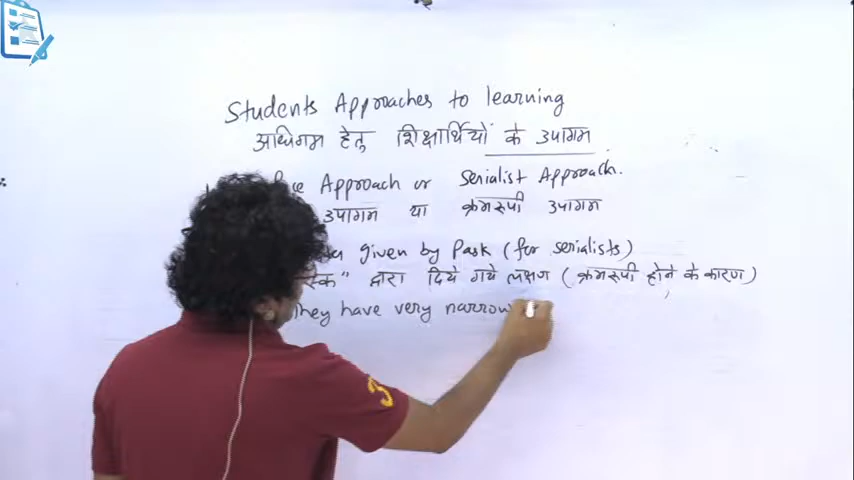 Students Approaches to learning
अधिगम हेतु शिक्षार्थियों के उपागम
Approach or Serialist Approach.
उपागम या क्रमरूपी उपागम
given by Pask (for serialists)
द्वारा दिये गये लक्षण (क्रमरूपी होने के कारण)
They have very narrow